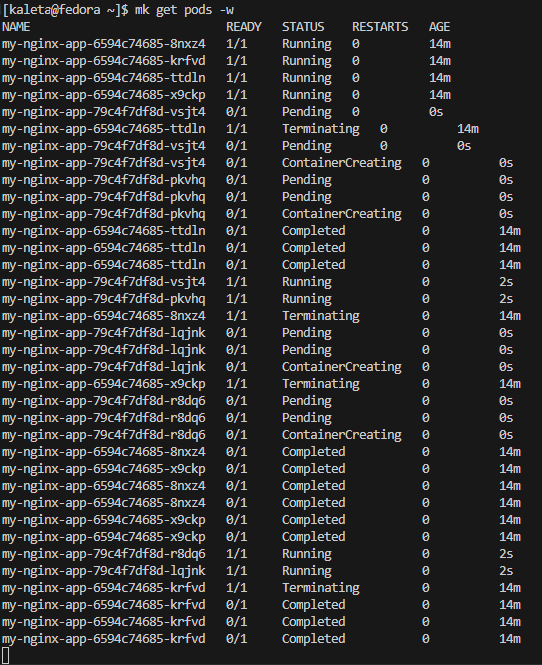 [kaleta@fedora ~]$ mk get pods -w
NAME READY STATUS RESTARTS AGE
my-nginx-app-6594c74685-8nxz4 1/1 Running 0 14m
my-nginx-app-6594c74685-krfvd 1/1 Running 0 14m
my-nginx-app-6594c74685-ttdln 1/1 Running 0 14m
my-nginx-app-6594c74685-x9ckp 1/1 Running 0 14m
my-nginx-app-79c4f7df8d-vsjt4 0/1 Pending 0 0s
my-nginx-app-6594c74685-ttdln 1/1 Terminating 0 14m
my-nginx-app-79c4f7df8d-vsjt4 0/1 Pending 0 0s
my-nginx-app-79c4f7df8d-vsjt4 0/1 ContainerCreating 0 0s
my-nginx-app-79c4f7df8d-pkvhq 0/1 Pending 0 0s
my-nginx-app-79c4f7df8d-pkvhq 0/1 Pending 0 0s
my-nginx-app-79c4f7df8d-pkvhq 0/1 ContainerCreating 0 0s
my-nginx-app-6594c74685-ttdln 0/1 Completed 0 14m
my-nginx-app-6594c74685-ttdln 0/1 Completed 0 14m
my-nginx-app-6594c74685-ttdln 0/1 Completed 0 14m
my-nginx-app-79c4f7df8d-vsjt4 1/1 Running 0 2s
my-nginx-app-79c4f7df8d-pkvhq 1/1 Running 0 2s
my-nginx-app-6594c74685-8nxz4 1/1 Terminating 0 14m
my-nginx-app-79c4f7df8d-lqjnk 0/1 Pending 0 0s
my-nginx-app-79c4f7df8d-lqjnk 0/1 Pending 0 0s
my-nginx-app-79c4f7df8d-lqjnk 0/1 ContainerCreating 0 0s
my-nginx-app-6594c74685-x9ckp 1/1 Terminating 0 14m
my-nginx-app-79c4f7df8d-r8dq6 0/1 Pending 0 0s
my-nginx-app-79c4f7df8d-r8dq6 0/1 Pending 0 0s
my-nginx-app-79c4f7df8d-r8dq6 0/1 ContainerCreating 0 0s
my-nginx-app-6594c74685-8nxz4 0/1 Completed 0 14m
my-nginx-app-6594c74685-x9ckp 0/1 Completed 0 14m
my-nginx-app-6594c74685-8nxz4 0/1 Completed 0 14m
my-nginx-app-6594c74685-8nxz4 0/1 Completed 0 14m
my-nginx-app-6594c74685-x9ckp 0/1 Completed 0 14m
my-nginx-app-6594c74685-x9ckp 0/1 Completed 0 14m
my-nginx-app-79c4f7df8d-r8dq6 1/1 Running 0 2s
my-nginx-app-79c4f7df8d-lqjnk 1/1 Running 0 2s
my-nginx-app-6594c74685-krfvd 1/1 Terminating 0 14m
my-nginx-app-6594c74685-krfvd 0/1 Completed 0 14m
my-nginx-app-6594c74685-krfvd 0/1 Completed 0 14m
my-nginx-app-6594c74685-krfvd 0/1 Completed 0 14m